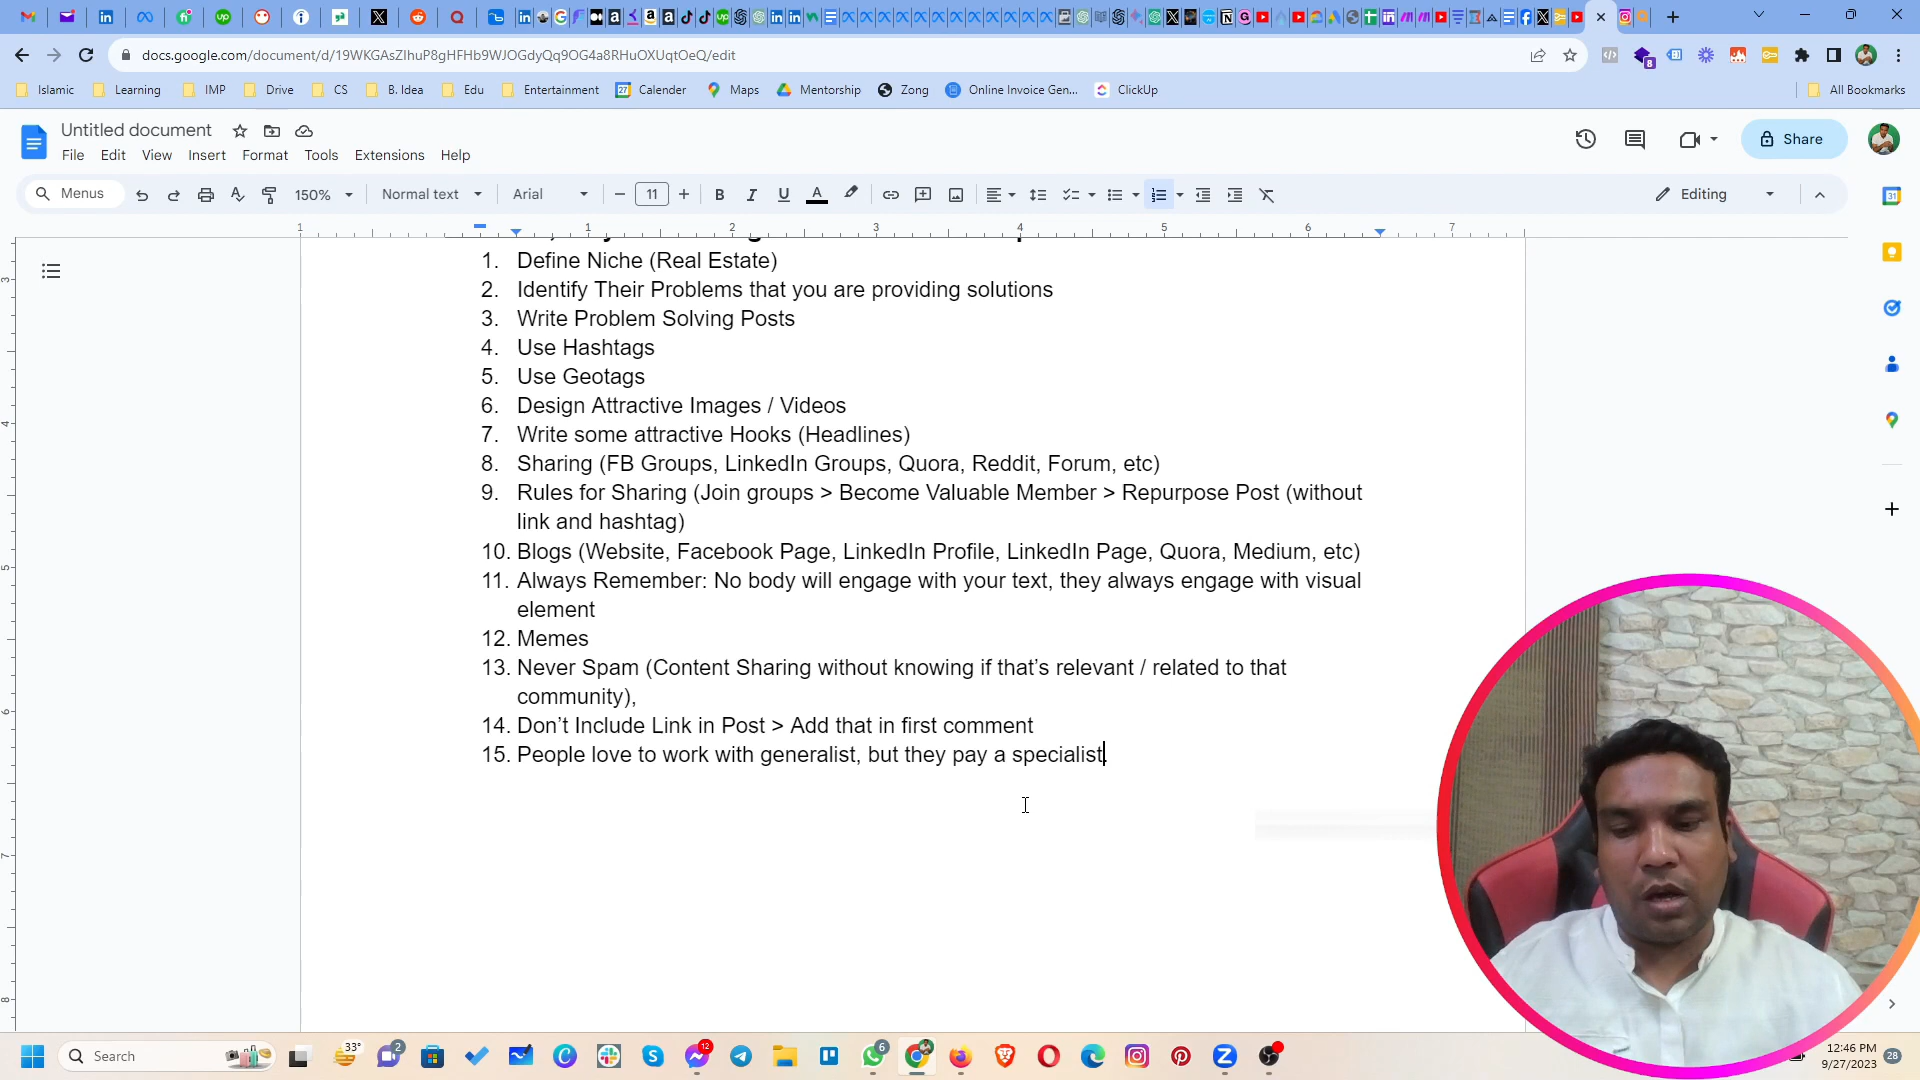 docs.google.com/document/d/19WKGAsZIhuP8gHFHb9WJOGdyQq9OG4a8RHuOXUqtOeQ/edit
Islamic Learning IMP Drive CS B. Idea Edu Entertainment Calender Maps Mentorship Zong Online Invoice Gen... ClickUp All Bookmarks
Untitled document
Share
File Edit View Insert Format Tools Extensions Help
Menus 150% Normal text Arial 11 Editing
1. Define Niche (Real Estate)
2. Identify Their Problems that you are providing solutions
3. Write Problem Solving Posts
4. Use Hashtags
5. Use Geotags
6. Design Attractive Images / Videos
7. Write some attractive Hooks (Headlines)
8. Sharing (FB Groups, LinkedIn Groups, Quora, Reddit, Forum, etc)
9. Rules for Sharing (Join groups > Become Valuable Member > Repurpose Post (without
link and hashtag)
10. Blogs (Website, Facebook Page, LinkedIn Profile, LinkedIn Page, Quora, Medium, etc)
11. Always Remember: No body will engage with your text, they always engage with visual
element
12. Memes
13. Never Spam (Content Sharing without knowing if that’s relevant / related to that
community),
14. Don’t Include Link in Post > Add that in first comment
15. People love to work with generalist, but they pay a specialist.
Search 33° 12:46 PM
9/27/2023 28